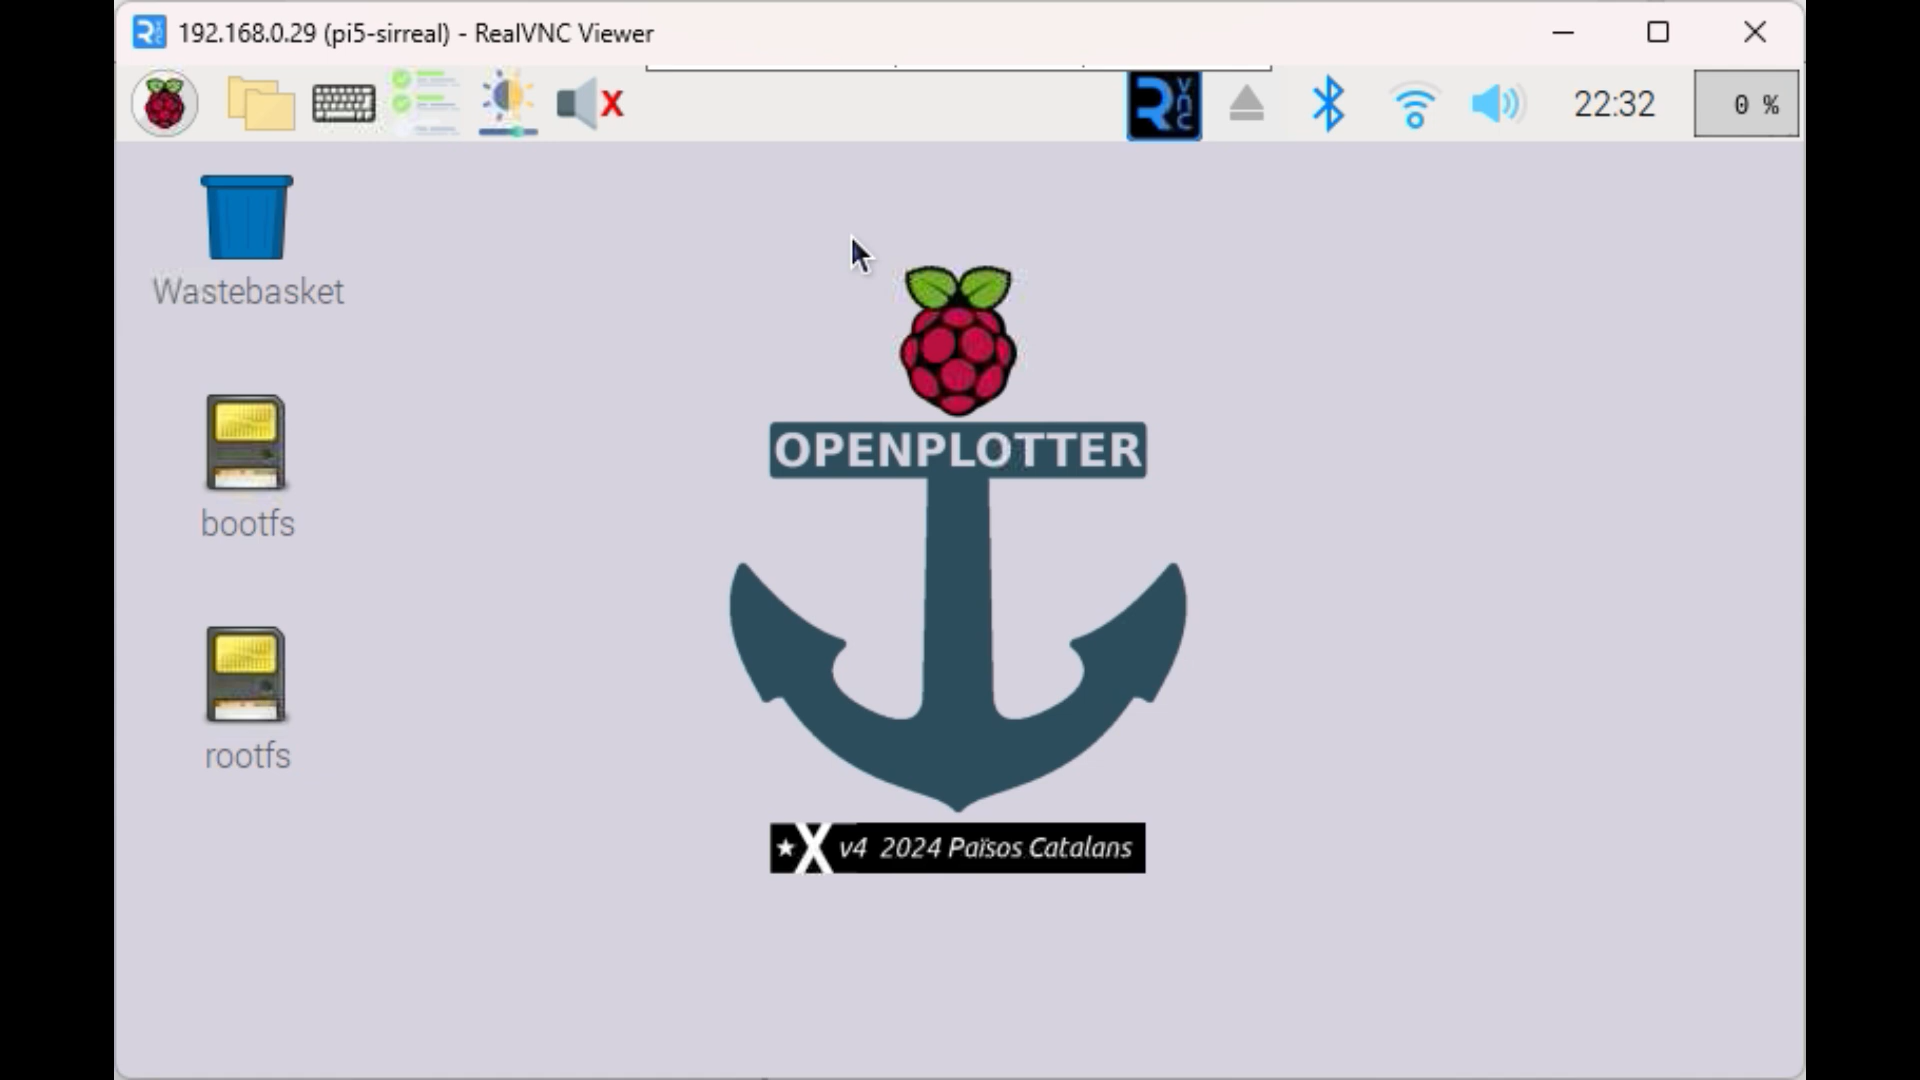 192.168.0.29 (pi5-sirreal) - RealVNC Viewer
VNC
22:32
0 %
Wastebasket
bootfs
rootfs
OPENPLOTTER
X v4 2024 Països Catalans